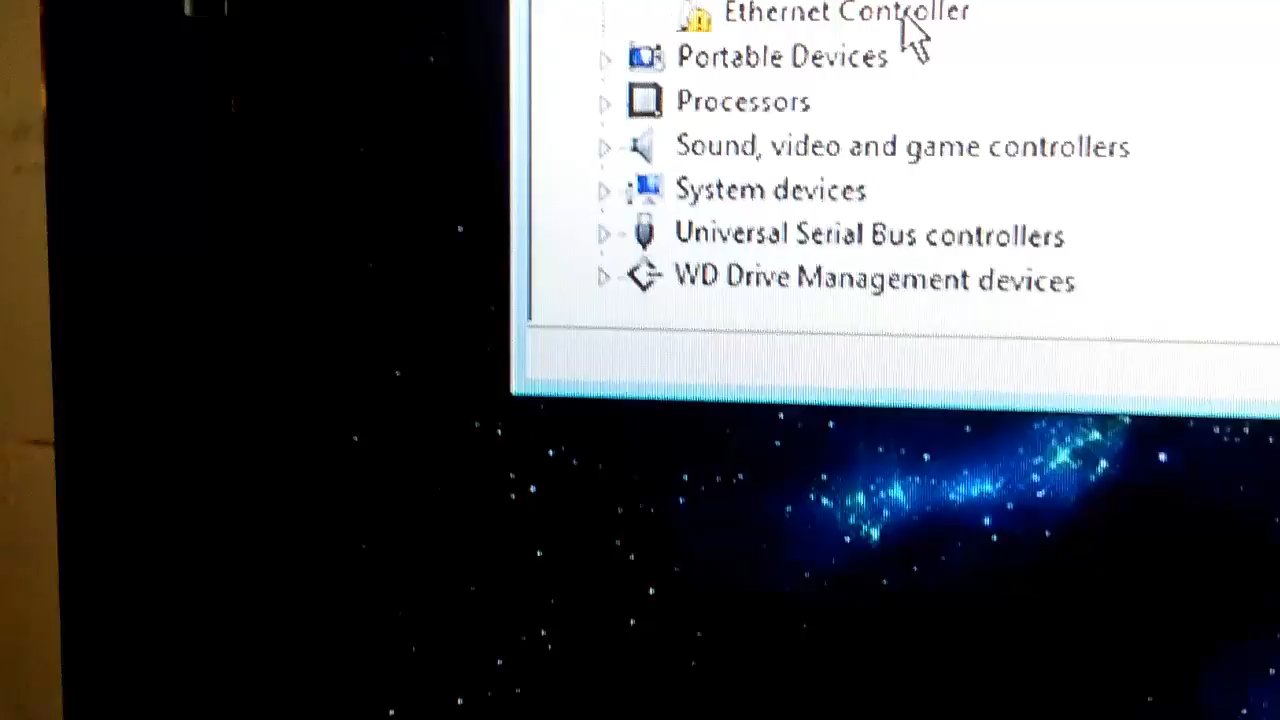 Ethernet Controller
Portable Devices
Processors
Sound, video and game controllers
System devices
Universal Serial Bus controllers
WD Drive Management devices